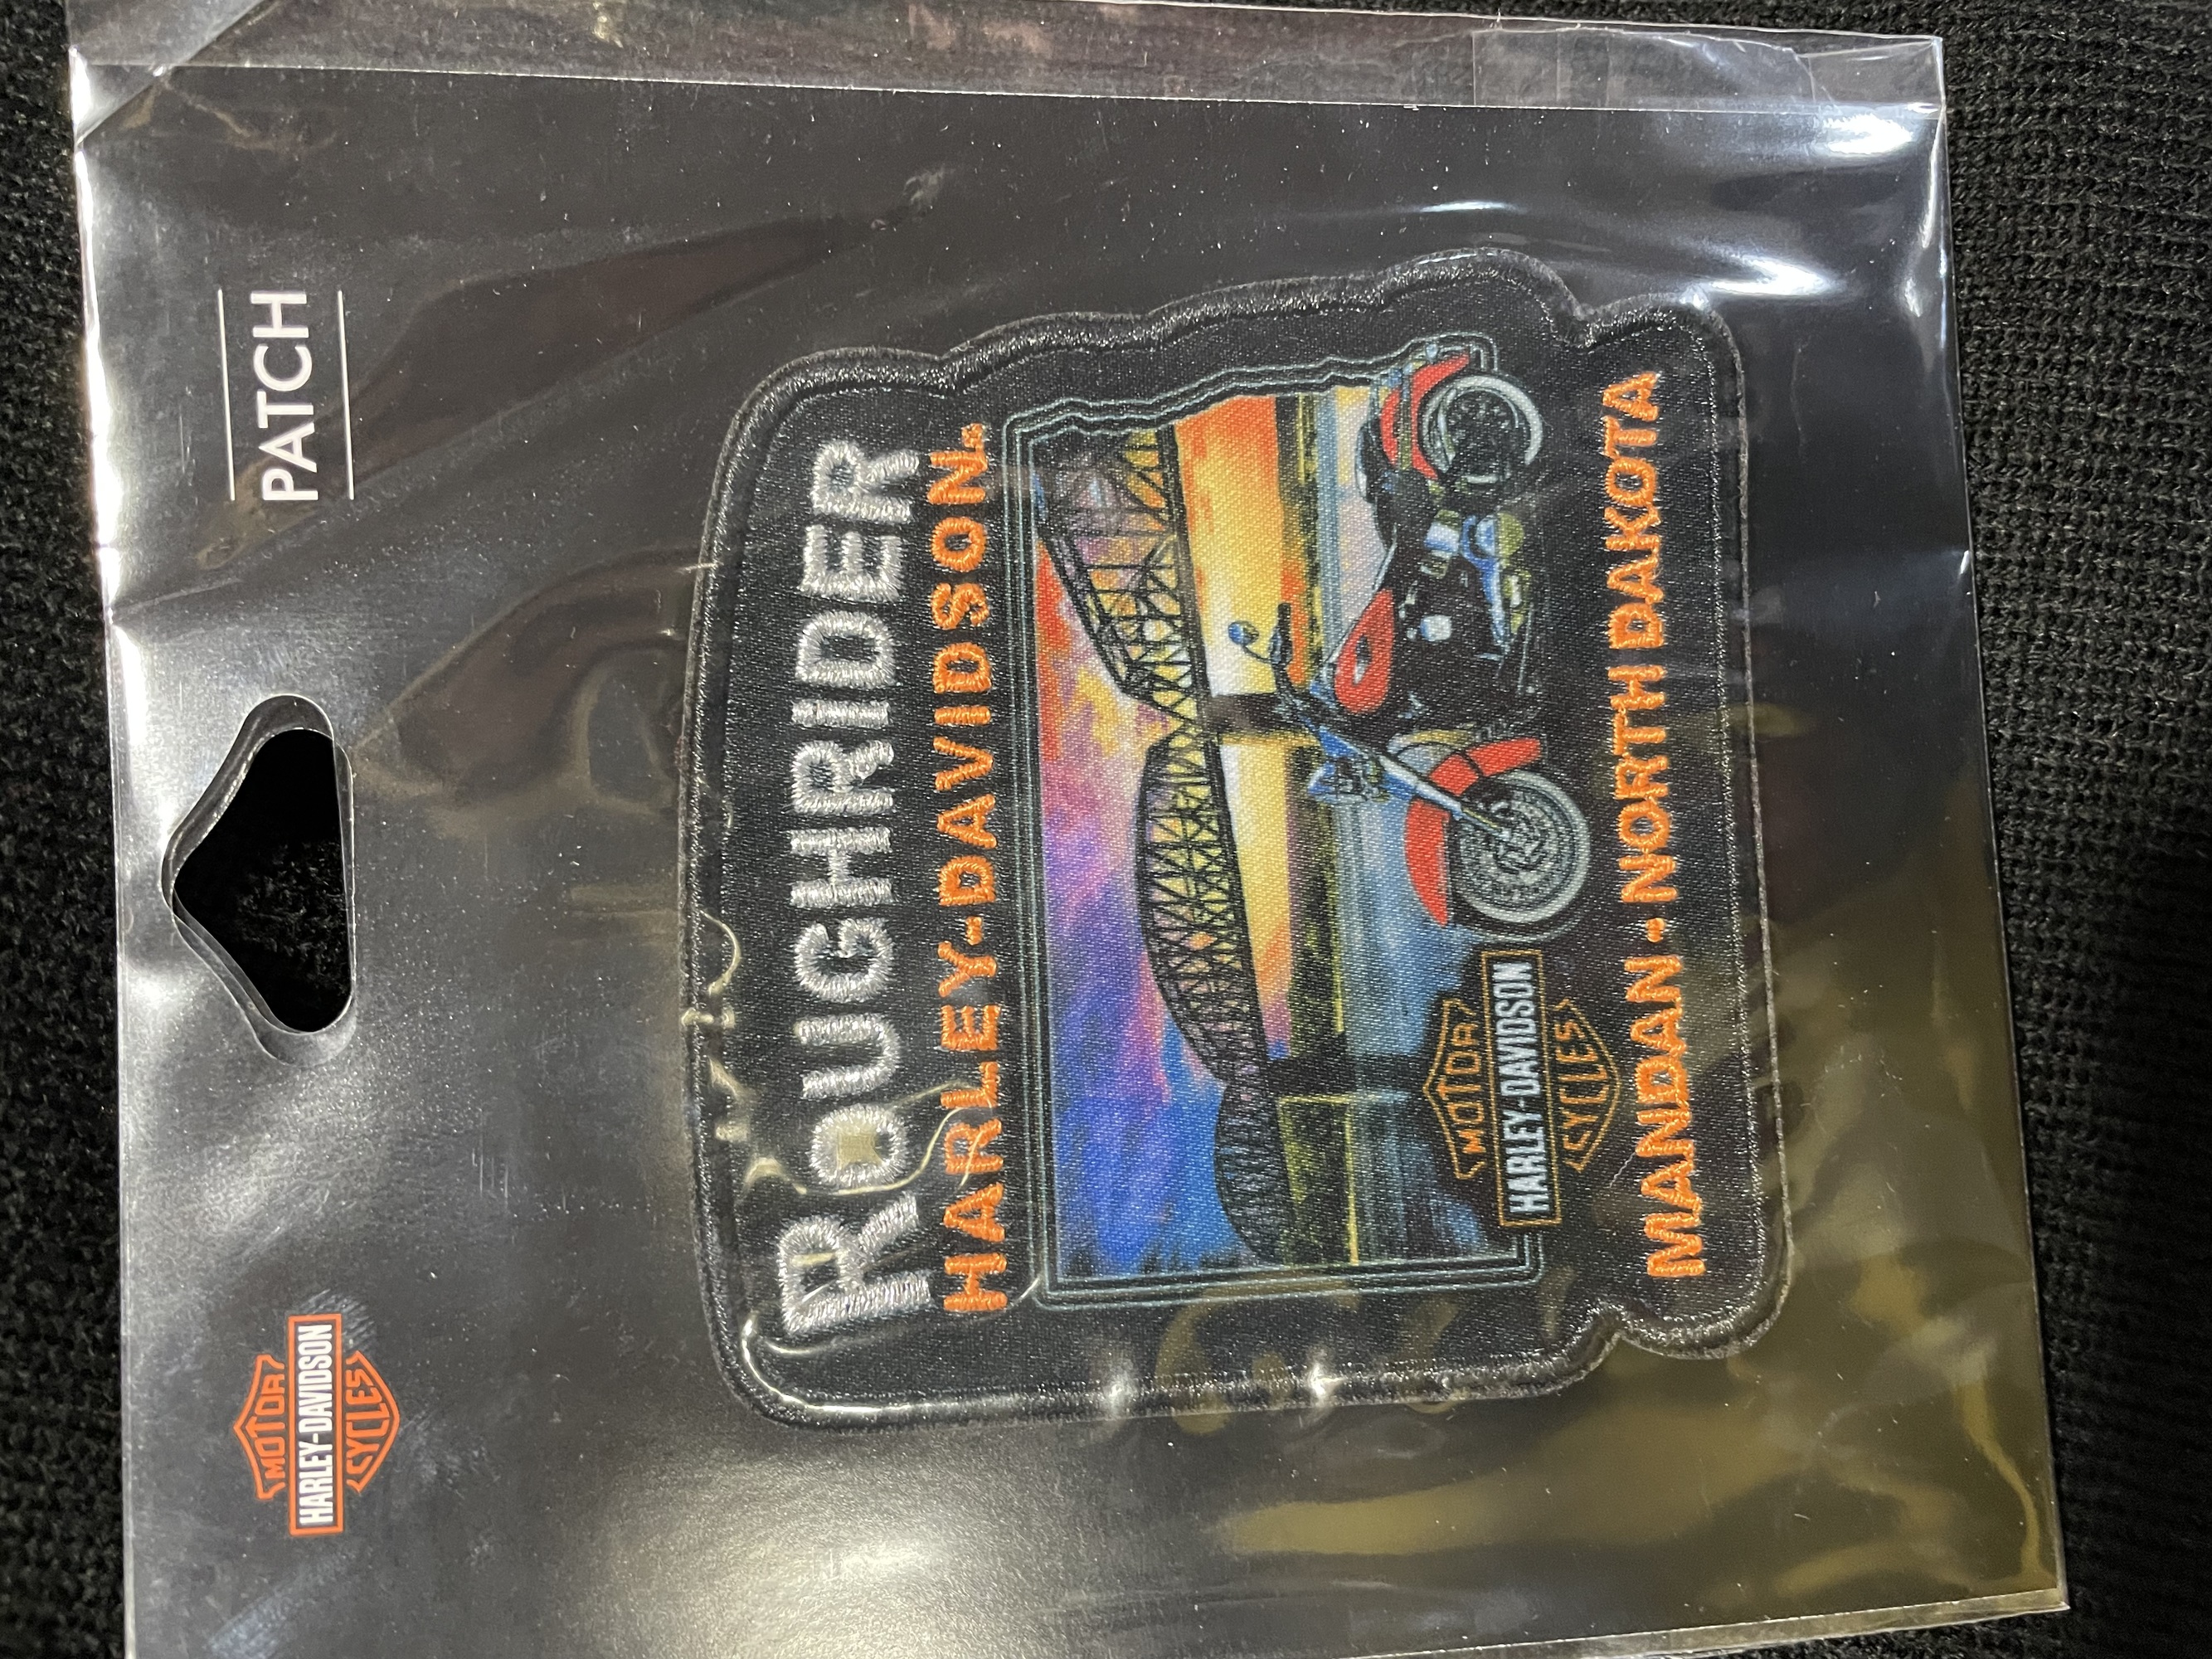 MOTOR
HARLEY-DAVIDSON
CYCLES
PATCH
ROUGHRIDER
HARLEY-DAVIDSON®
MOTOR
HARLEY-DAVIDSON
CYCLES
MANDAN - NORTH DAKOTA